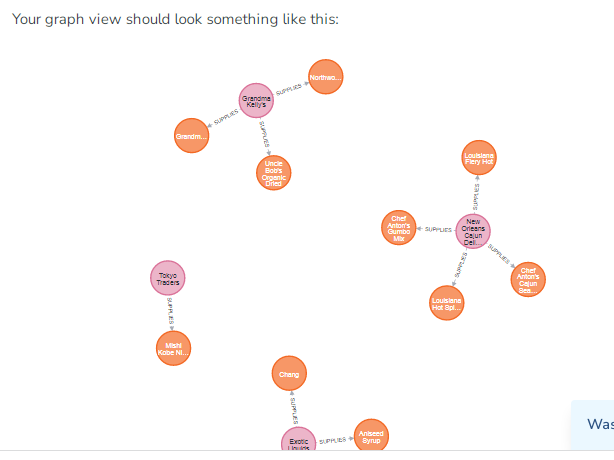 Your graph view should look something like this:
Northwo...
SUPPLIES
Grandma
Kelly's
SUPPLIES
Grandm...
SUPPLIES
Uncle
Bob's
Organic
Dried
Louisiana
Fiery Hot
SUPPLIES
Chef
Anton's
Gumbo
Mix
SUPPLIES
New
Orleans
Cajun
Deli...
SUPPLIES
Chef
Anton's
Cajun
Sea...
SUPPLIES
Louisiana
Hot Spi...
Tokyo
Traders
SUPPLIES
Mishi
Kobe Ni...
Chang
SUPPLIES
Exotic
Liquids
SUPPLIES
Aniseed
Syrup
Was